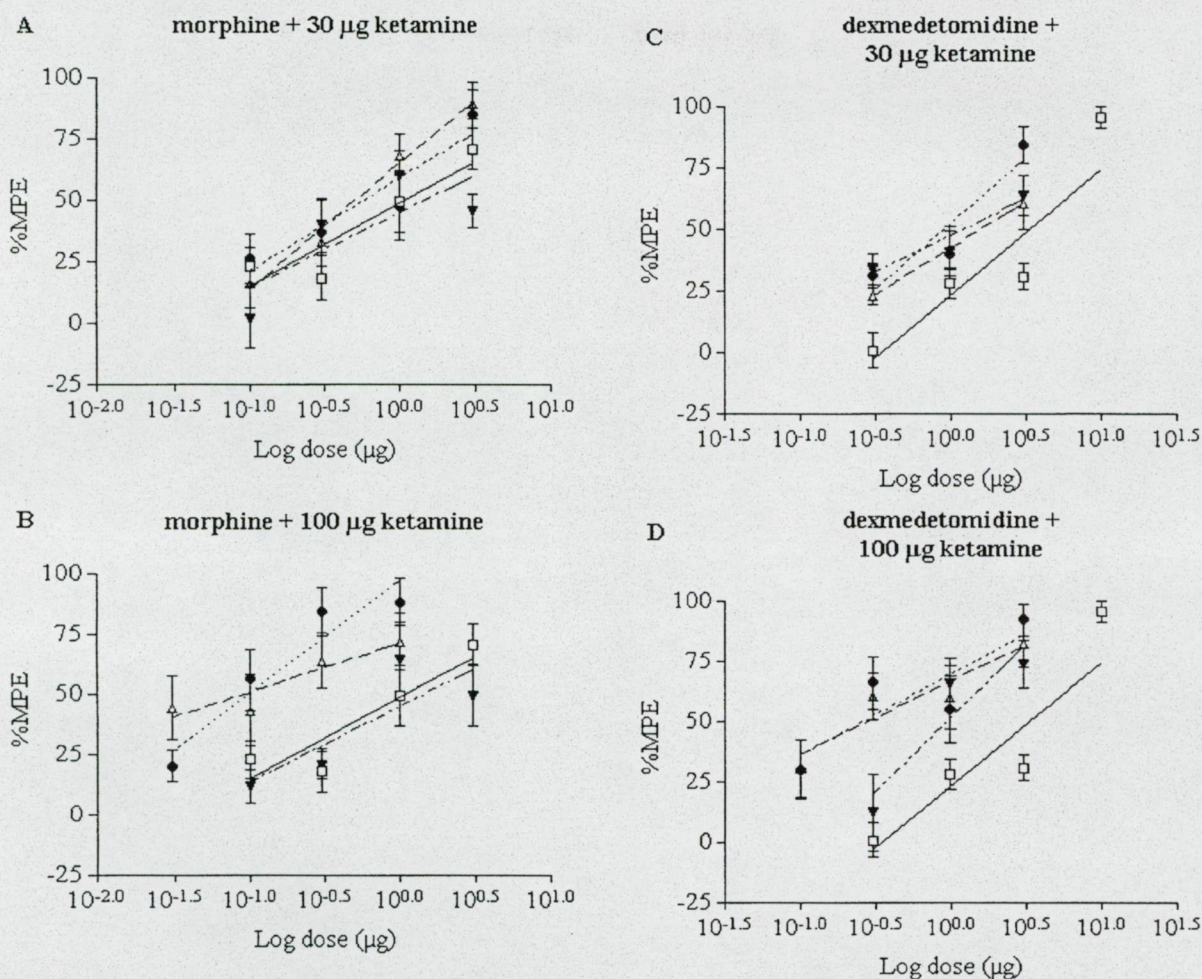 A
morphine + 30 µg ketamine
100
75
50
25
0
-25
%MPE
10-2.0 10-1.5 10-1.0 10-0.5 100.0 100.5 101.0
Log dose (µg)
B
morphine + 100 µg ketamine
100
75
50
25
0
-25
%MPE
10-2.0 10-1.5 10-1.0 10-0.5 100.0 100.5 101.0
Log dose (µg)
C
dexmedetomidine +
30 µg ketamine
100
75
50
25
0
-25
%MPE
10-1.5 10-1.0 10-0.5 100.0 100.5 101.0 101.5
Log dose (µg)
D
dexmedetomidine +
100 µg ketamine
100
75
50
25
0
-25
%MPE
10-1.5 10-1.0 10-0.5 100.0 100.5 101.0 101.5
Log dose (µg)